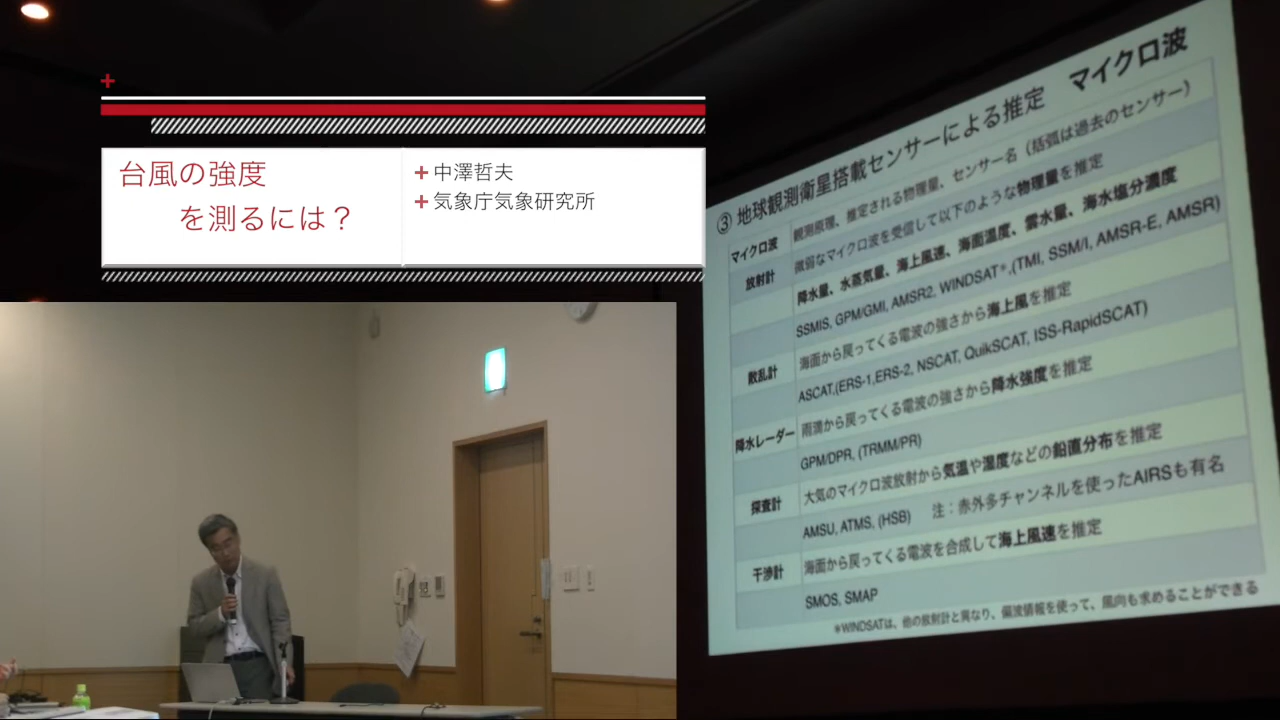 台風の強度
を測るには？
中澤哲夫
気象庁気象研究所
③ 地球観測衛星搭載センサーによる推定　マイクロ波
マイクロ波
観測原理、推定される物理量、センサー名（括弧は過去のセンサー）
放射計
微弱なマイクロ波を受信して以下のような物理量を推定
降水量、水蒸気量、海上風速、海面温度、雲水量、海水塩分濃度
SSMIS, GPM/GMI, AMSR2, WINDSAT※,(TMI, SSM/I, AMSR-E, AMSR)
散乱計
海面から戻ってくる電波の強さから海上風を推定
ASCAT,(ERS-1,ERS-2, NSCAT, QuikSCAT, ISS-RapidSCAT)
降水レーダー
雨滴から戻ってくる電波の強さから降水強度を推定
GPM/DPR, (TRMM/PR)
探査計
大気のマイクロ波放射から気温や湿度などの鉛直分布を推定
AMSU, ATMS, (HSB)　注：赤外多チャンネルを使ったAIRSも有名
干渉計
海面から戻ってくる電波を合成して海上風速を推定
SMOS, SMAP
※WINDSATは、他の放射計と異なり、偏波情報を使って、風向も求めることができる